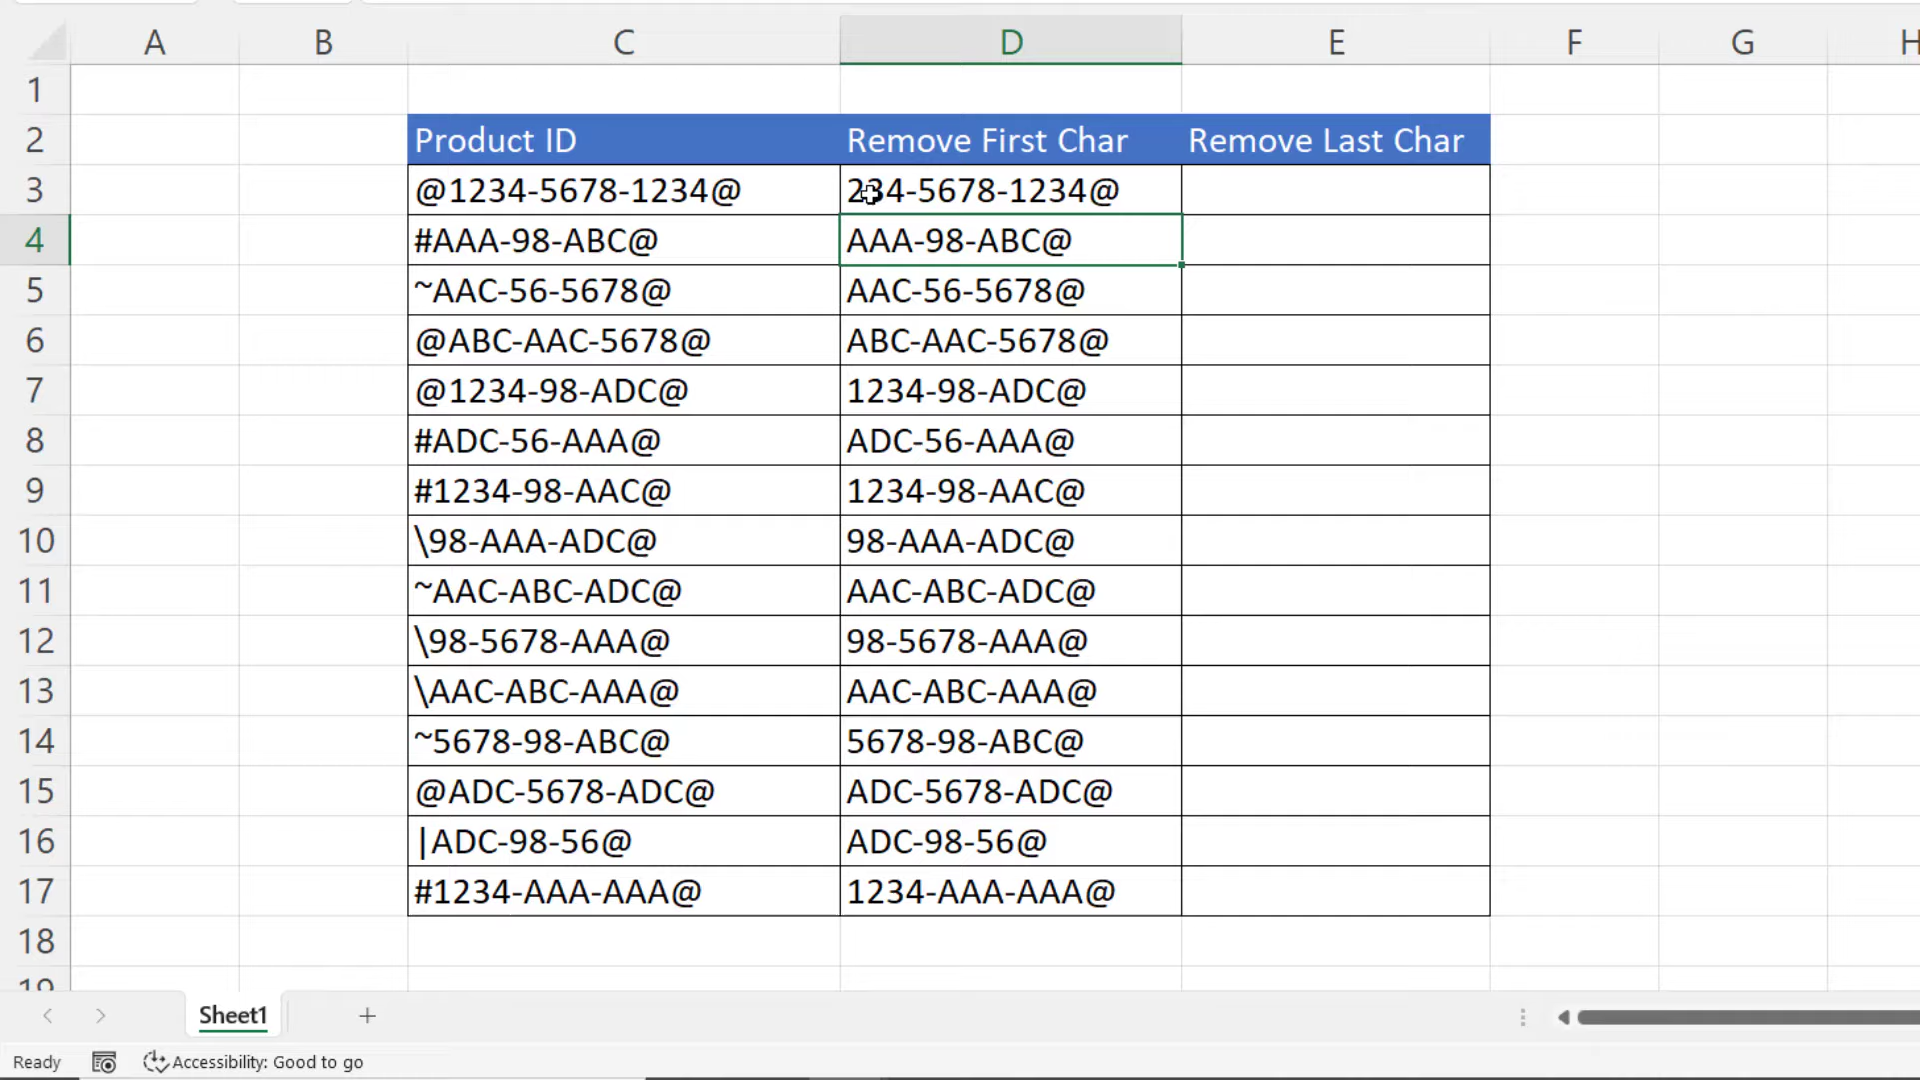 A B C D E F G H
1
2 Product ID Remove First Char Remove Last Char
3 @1234-5678-1234@ 234-5678-1234@
4 #AAA-98-ABC@ AAA-98-ABC@
5 ~AAC-56-5678@ AAC-56-5678@
6 @ABC-AAC-5678@ ABC-AAC-5678@
7 @1234-98-ADC@ 1234-98-ADC@
8 #ADC-56-AAA@ ADC-56-AAA@
9 #1234-98-AAC@ 1234-98-AAC@
10 \98-AAA-ADC@ 98-AAA-ADC@
11 ~AAC-ABC-ADC@ AAC-ABC-ADC@
12 \98-5678-AAA@ 98-5678-AAA@
13 \AAC-ABC-AAA@ AAC-ABC-AAA@
14 ~5678-98-ABC@ 5678-98-ABC@
15 @ADC-5678-ADC@ ADC-5678-ADC@
16 |ADC-98-56@ ADC-98-56@
17 #1234-AAA-AAA@ 1234-AAA-AAA@
18
19
Sheet1
Ready Accessibility: Good to go